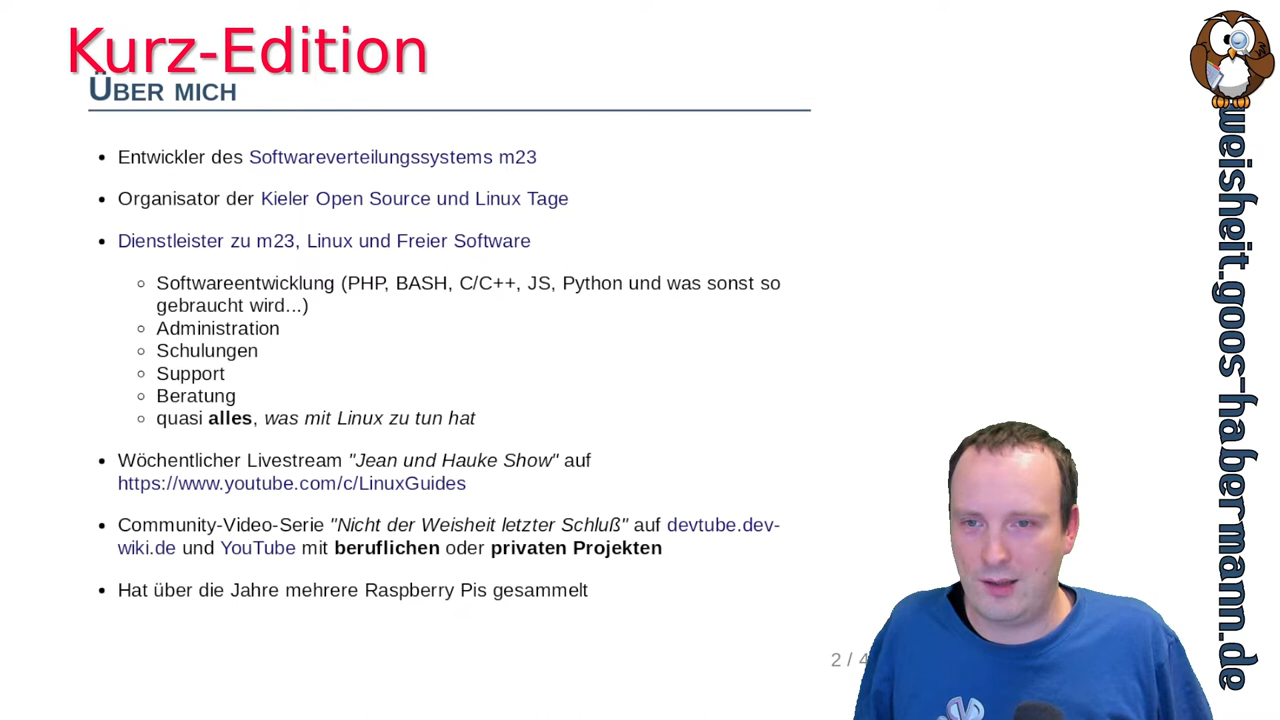 Kurz-Edition
ÜBER MICH
• Entwickler des Softwareverteilungssystems m23
• Organisator der Kieler Open Source und Linux Tage
• Dienstleister zu m23, Linux und Freier Software
◦ Softwareentwicklung (PHP, BASH, C/C++, JS, Python und was sonst so
gebraucht wird...)
◦ Administration
◦ Schulungen
◦ Support
◦ Beratung
◦ quasi alles, was mit Linux zu tun hat
• Wöchentlicher Livestream "Jean und Hauke Show" auf
https://www.youtube.com/c/LinuxGuides
• Community-Video-Serie "Nicht der Weisheit letzter Schluß" auf devtube.dev-
wiki.de und YouTube mit beruflichen oder privaten Projekten
• Hat über die Jahre mehrere Raspberry Pis gesammelt
2 / 4
weisheit.goos-habermann.de